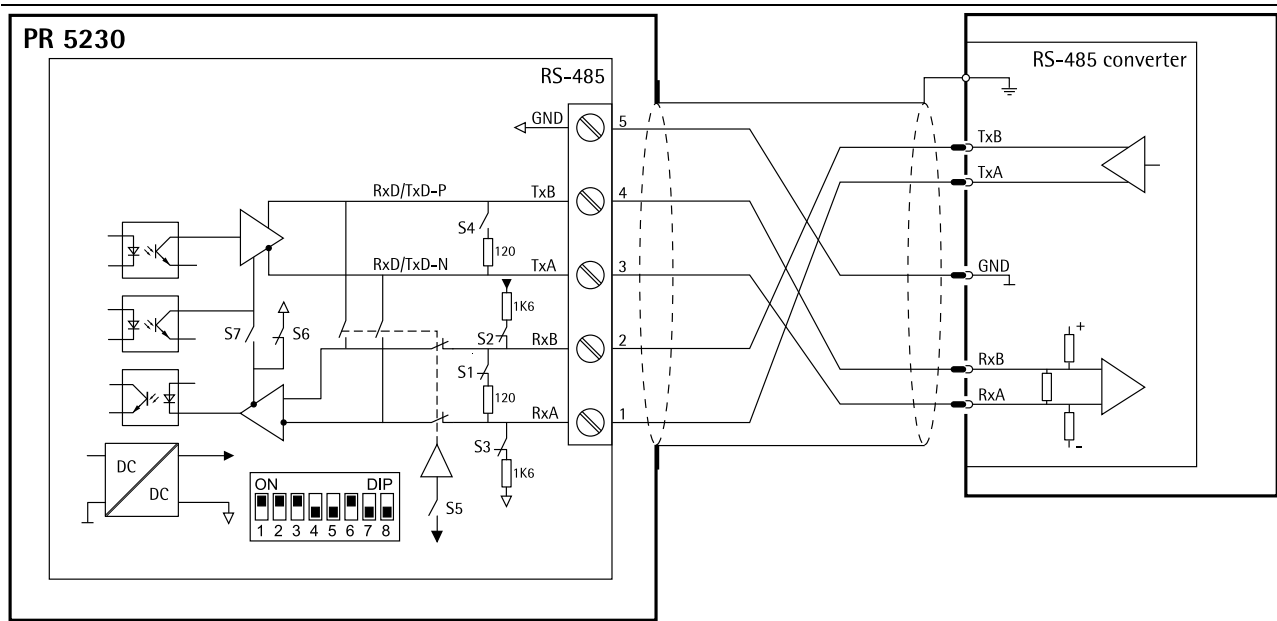 PR 5230
RS-485
RS-485 converter
GND
5
TxB
TxA
RxD/TxD-P
TxB
4
S4
120
RxD/TxD-N
TxA
3
GND
1K6
S7
S6
S2
RxB
2
S1
120
RxB
+
RxA
RxA
1
S3
-
1K6
DC
DC
ON
DIP
1 2 3 4 5 6 7 8
S5